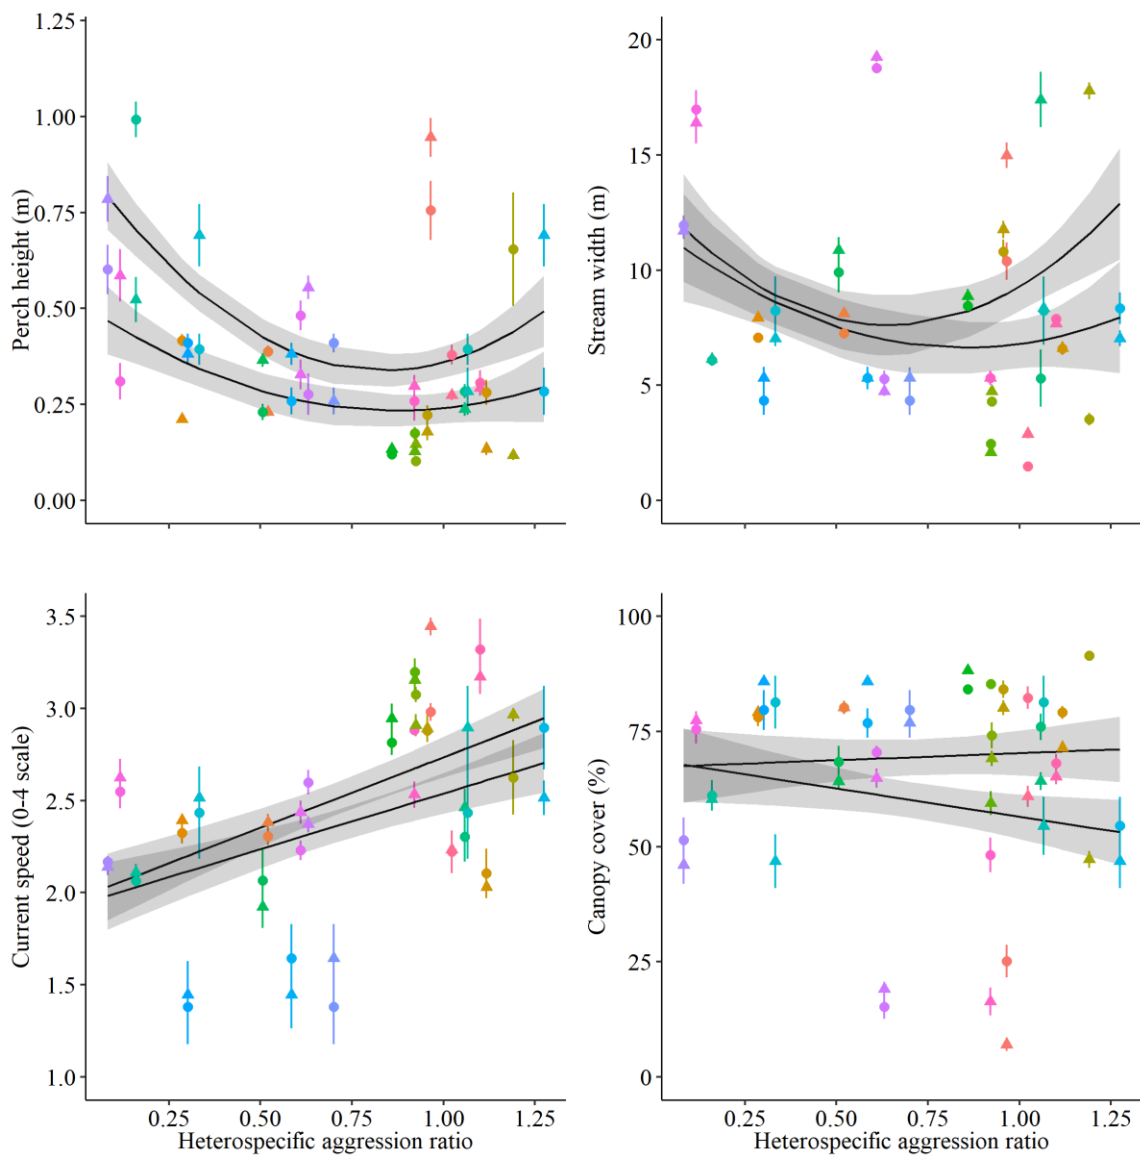 Perch height (m)
1.25
1.00
0.75
0.50
0.25
0.00
Stream width (m)
20
15
10
5
0
Current speed (0-4 scale)
3.5
3.0
2.5
2.0
1.5
1.0
0.25 0.50 0.75 1.00 1.25
Heterospecific aggression ratio
Canopy cover (%)
100
75
50
25
0
0.25 0.50 0.75 1.00 1.25
Heterospecific aggression ratio